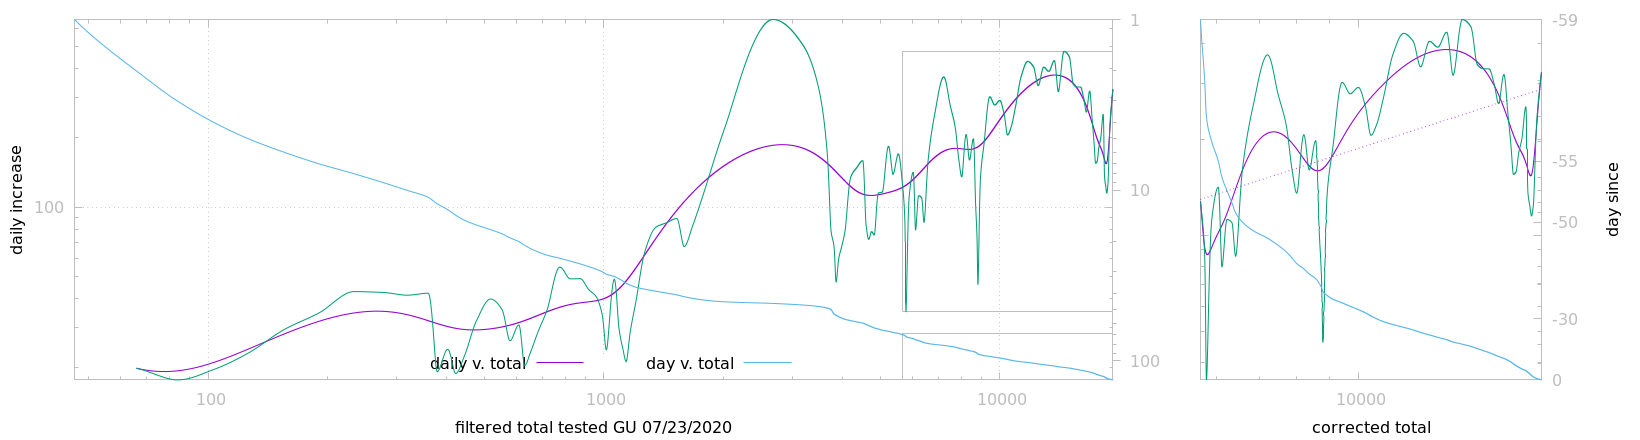 1
-59
10
-55
100
-50
-30
daily increase
day since
daily v. total
day v. total
100
0
100
1000
10000
10000
filtered total tested GU 07/23/2020
corrected total